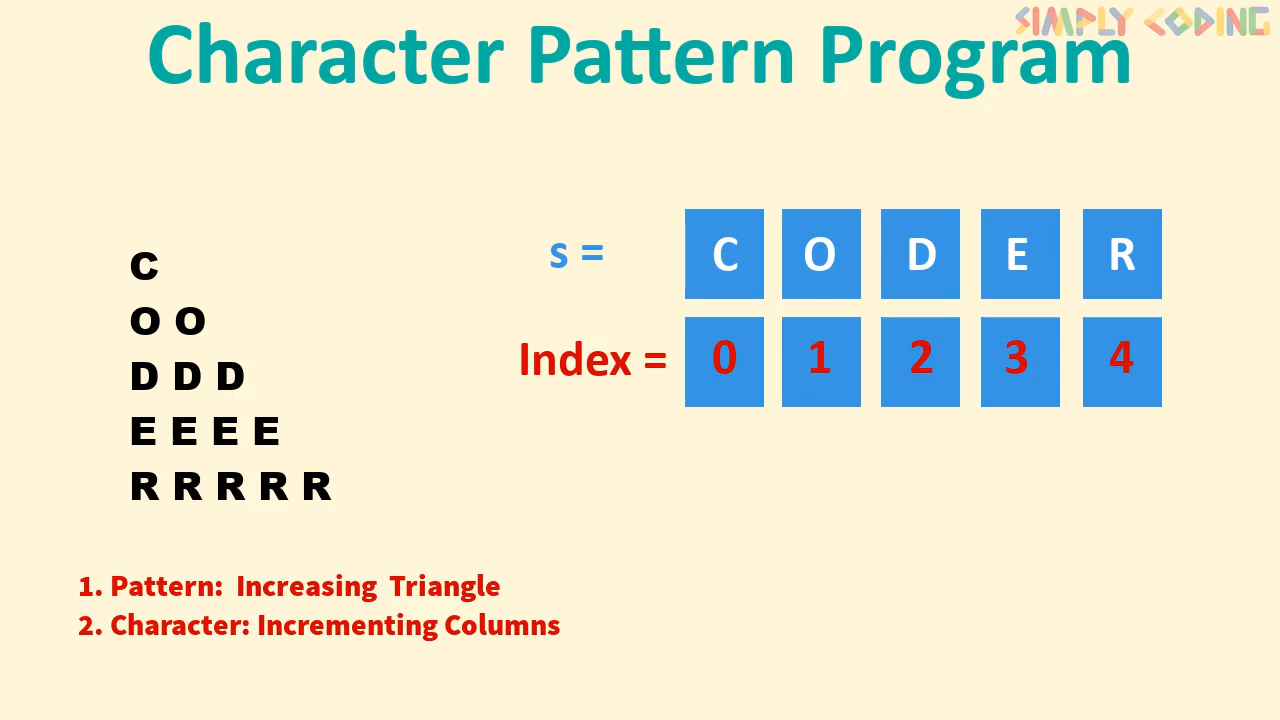 SIMPLY CODING
Character Pattern Program
C
O O
D D D
E E E E
R R R R R
s = C O D E R
Index = 0 1 2 3 4
1. Pattern: Increasing Triangle
2. Character: Incrementing Columns